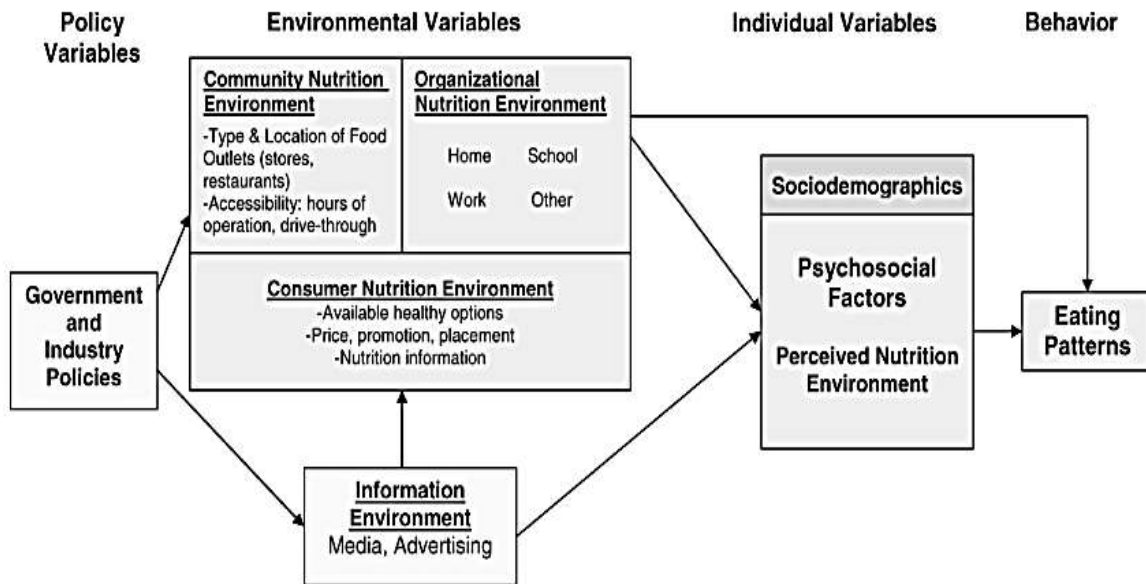 Policy
Variables
Environmental Variables
Individual Variables
Behavior
Community Nutrition
Environment
-Type & Location of Food
Outlets (stores,
restaurants)
-Accessibility: hours of
operation, drive-through
Organizational
Nutrition Environment
Home School
Work Other
Consumer Nutrition Environment
-Available healthy options
-Price, promotion, placement
-Nutrition information
Government
and
Industry
Policies
Information
Environment
Media, Advertising
Sociodemographics
Psychosocial
Factors
Perceived Nutrition
Environment
Eating
Patterns